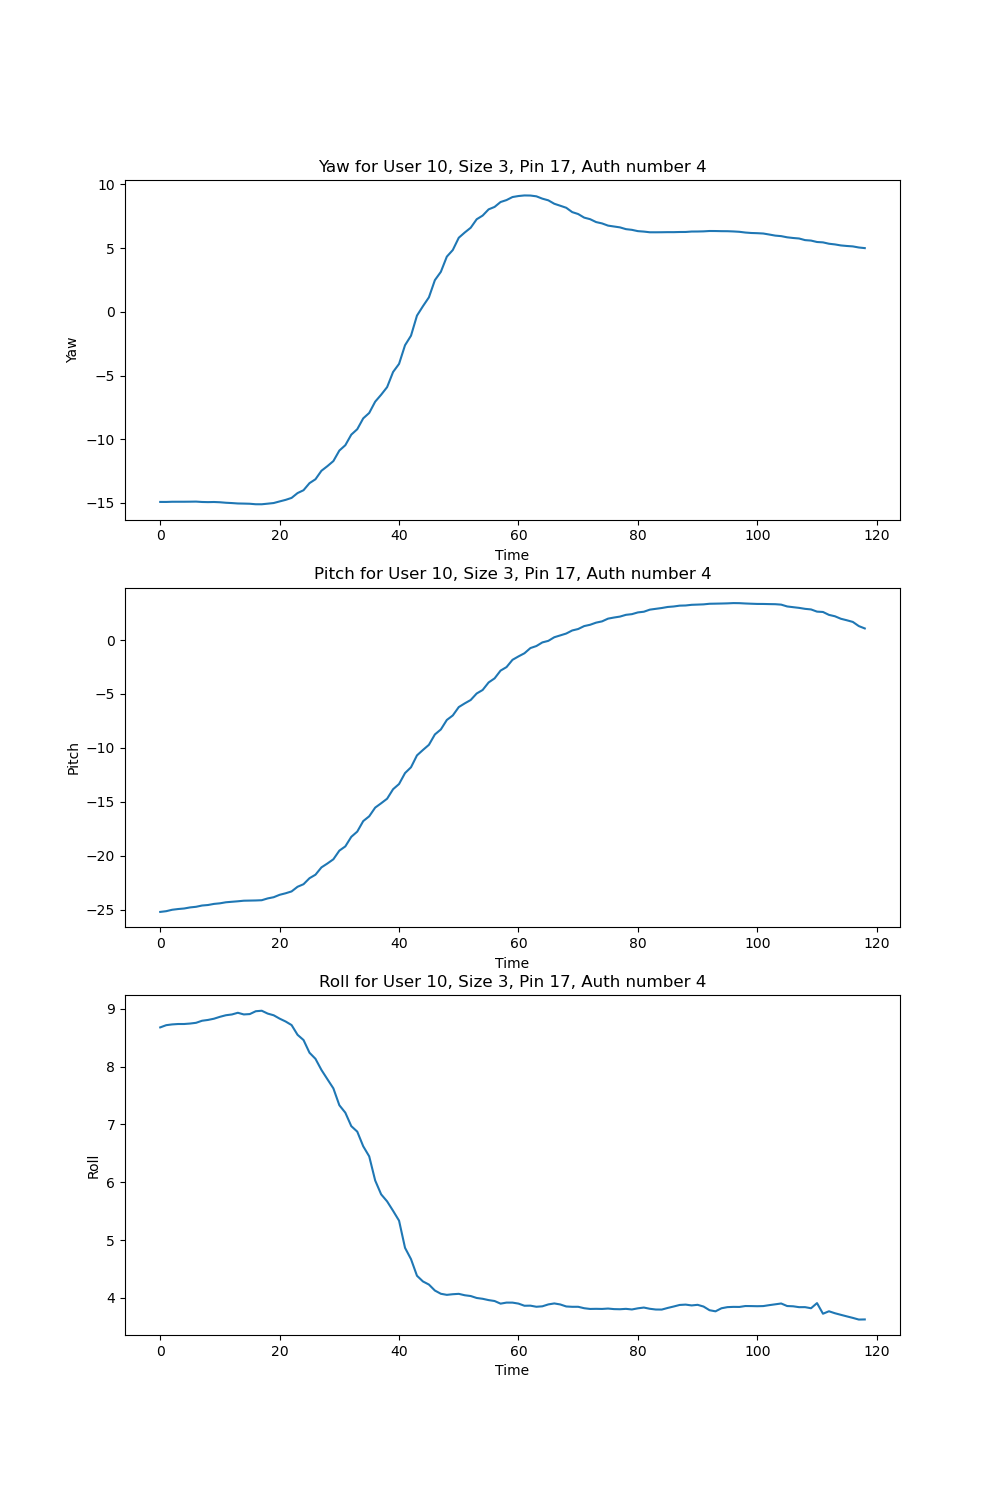 Yaw for User 10, Size 3, Pin 17, Auth number 4
10
5
0
−5
−10
−15
Yaw
0 20 40 60 80 100 120
Time
Pitch for User 10, Size 3, Pin 17, Auth number 4
0
−5
−10
−15
−20
−25
Pitch
0 20 40 60 80 100 120
Time
Roll for User 10, Size 3, Pin 17, Auth number 4
9
8
7
6
5
4
Roll
0 20 40 60 80 100 120
Time